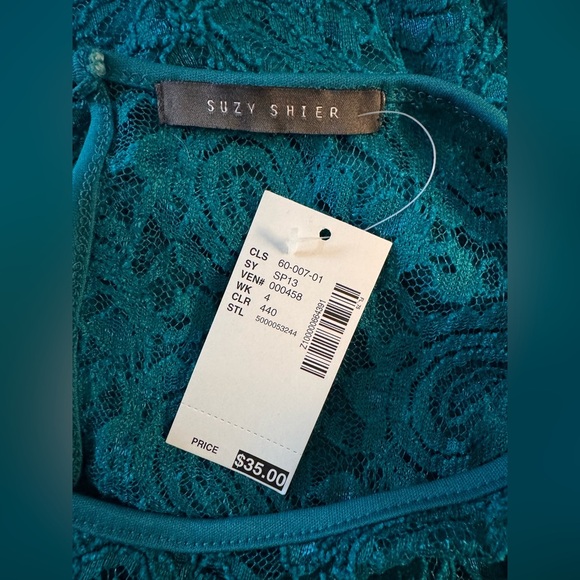 SUZY SHIER
CLS 60-007-01
SY SP13
VEN# 000458
WK 4
CLR 440
STL 5000053244
Z100000864391
PRICE $35.00